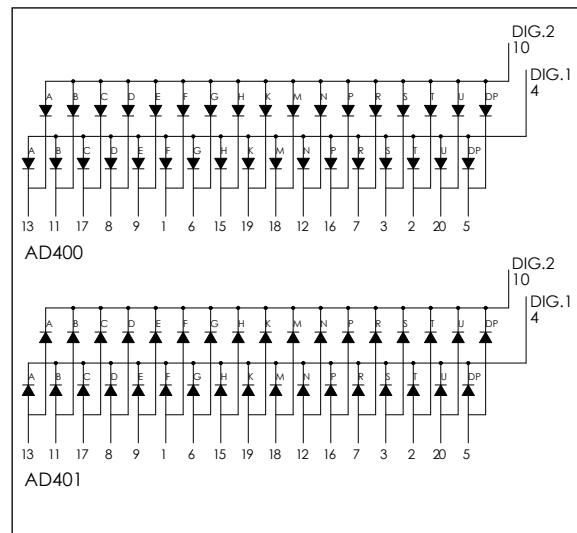 DIG.2
10
DIG.1
4
A B C D E F G H K M N P R S T U DP
A B C D E F G H K M N P R S T U DP
13 11 17 8 9 1 6 15 19 18 12 16 7 3 2 20 5
AD400
DIG.2
10
DIG.1
4
A B C D E F G H K M N P R S T U DP
A B C D E F G H K M N P R S T U DP
13 11 17 8 9 1 6 15 19 18 12 16 7 3 2 20 5
AD401